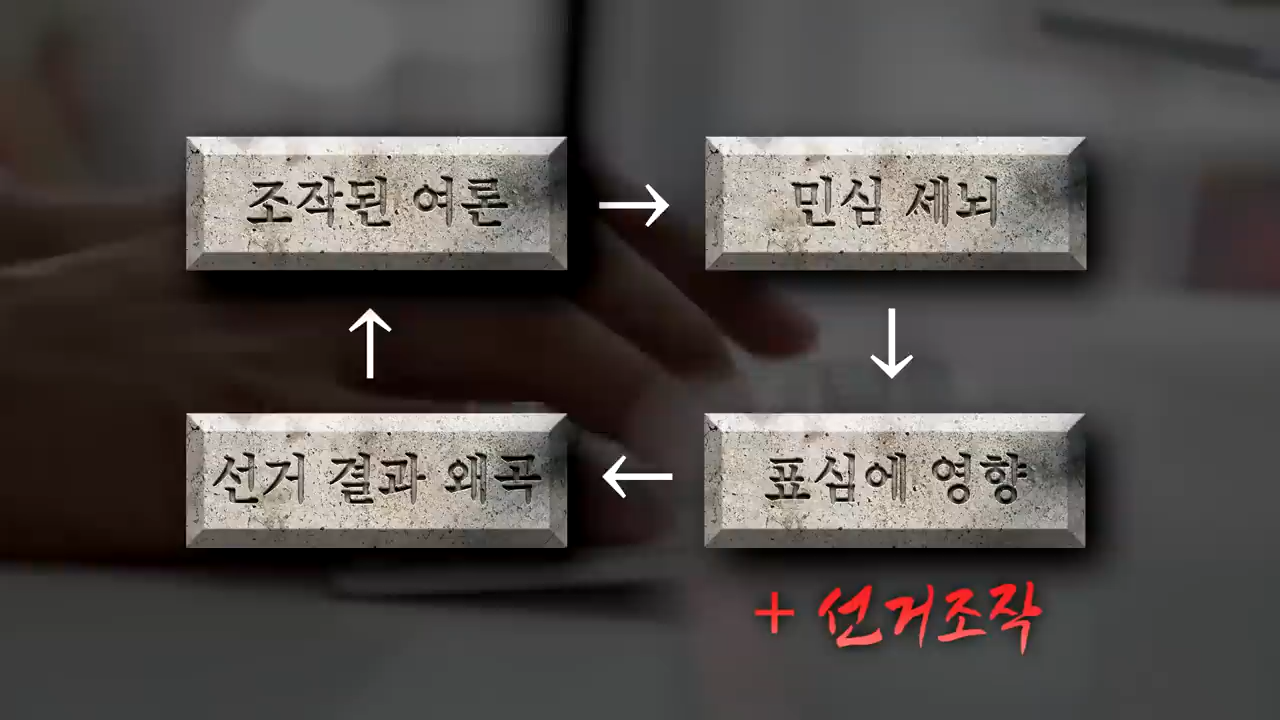 조작된 여론 → 민심 세뇌
↑ ↓
선거 결과 왜곡 ← 표심에 영향
+ 선거조작